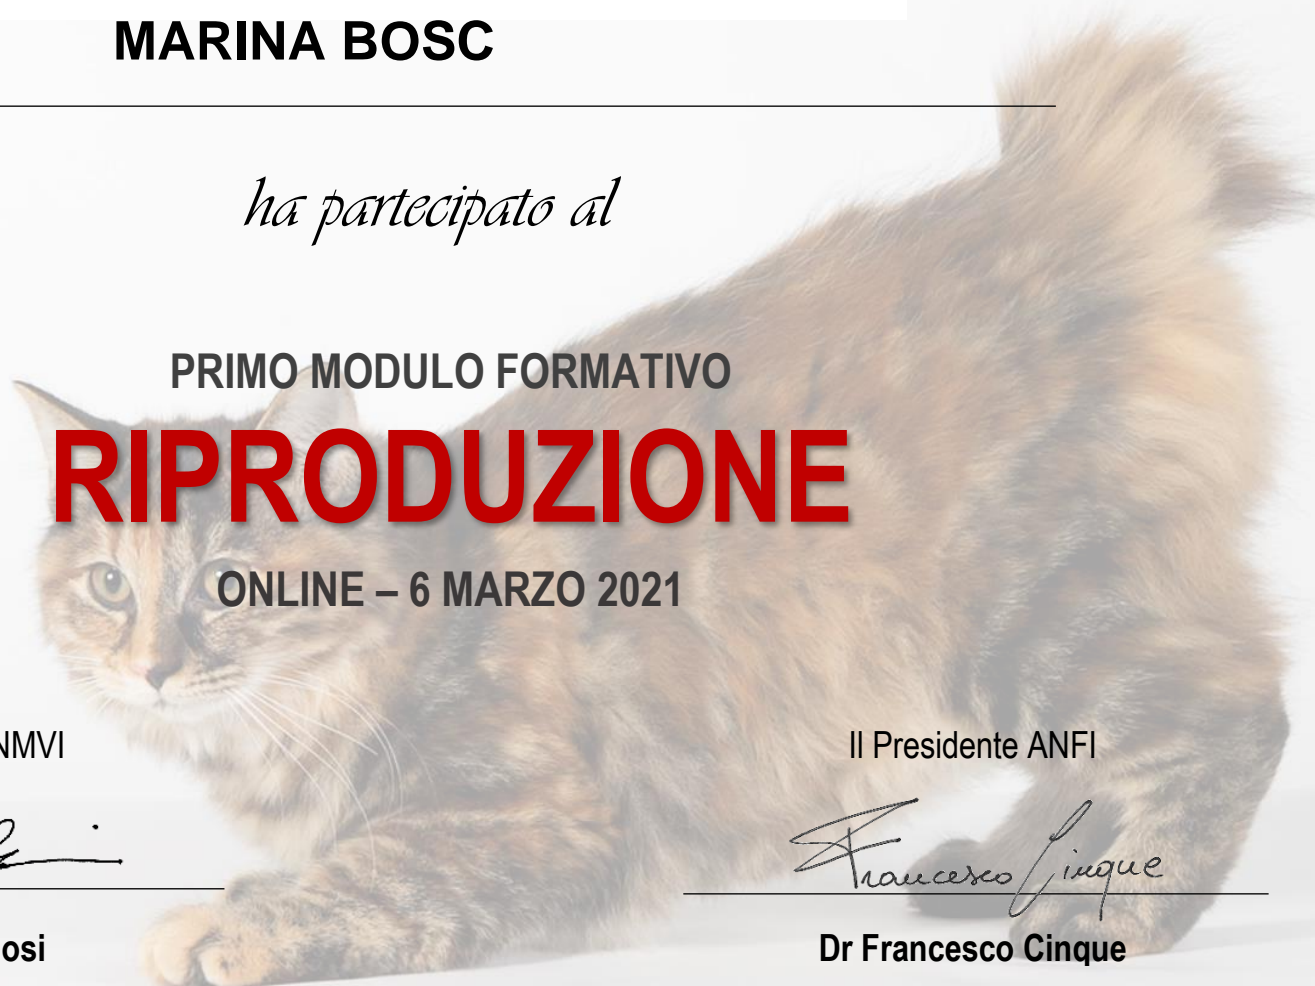 MARINA BOSC
ha partecipato al
PRIMO MODULO FORMATIVO
RIPRODUZIONE
ONLINE – 6 MARZO 2021
NMVI
Il Presidente ANFI
Francesco Cinque
osi
Dr Francesco Cinque